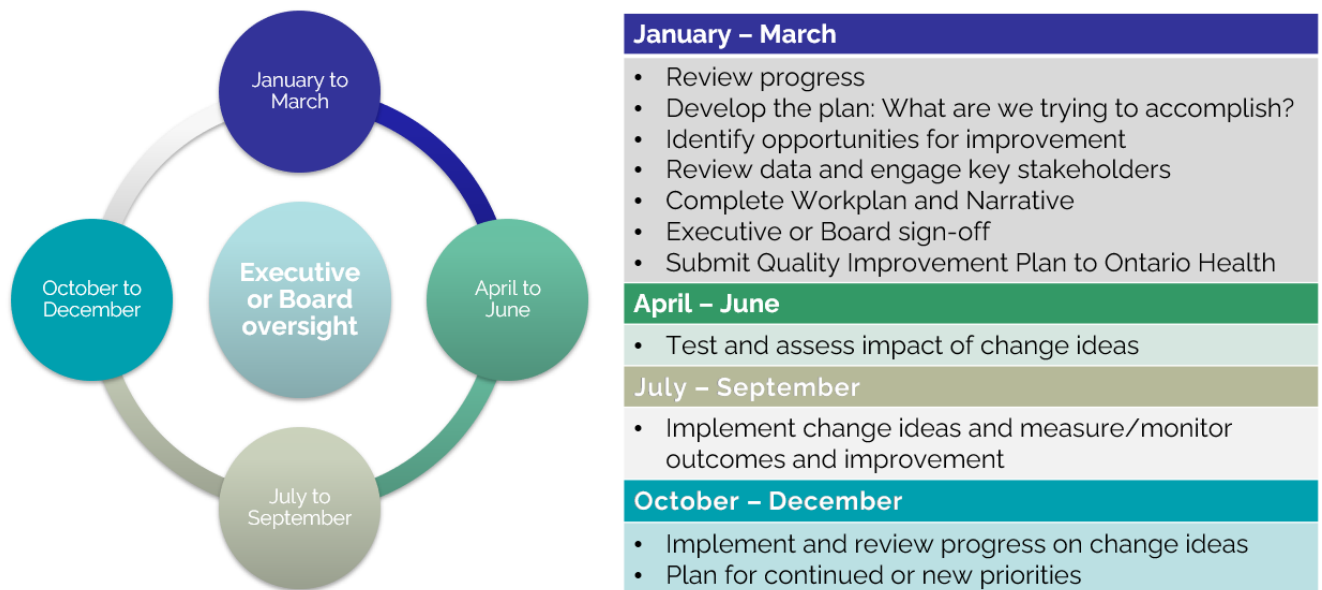 January to
March
October to
December
Executive
or Board
oversight
April to
June
July to
September
January – March
• Review progress
• Develop the plan: What are we trying to accomplish?
• Identify opportunities for improvement
• Review data and engage key stakeholders
• Complete Workplan and Narrative
• Executive or Board sign-off
• Submit Quality Improvement Plan to Ontario Health
April – June
• Test and assess impact of change ideas
July – September
• Implement change ideas and measure/monitor
outcomes and improvement
October – December
• Implement and review progress on change ideas
• Plan for continued or new priorities